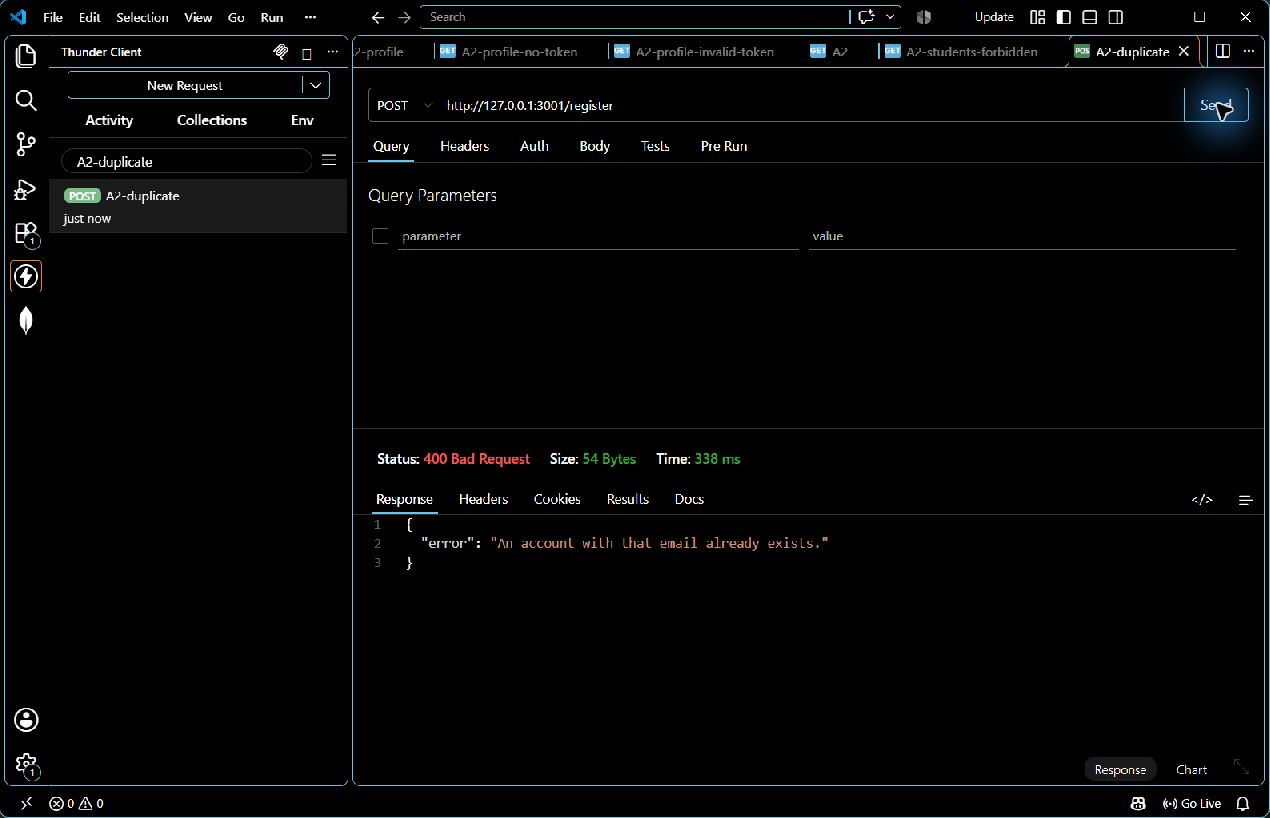 File Edit Selection View Go Run ···
Search
Update
Thunder Client
2-profile
GET A2-profile-no-token
GET A2-profile-invalid-token
GET A2
GET A2-students-forbidden
POS A2-duplicate
New Request
POST http://127.0.0.1:3001/register
Send
Activity Collections Env
Query Headers Auth Body Tests Pre Run
A2-duplicate
POST A2-duplicate
just now
Query Parameters
parameter value
Status: 400 Bad Request Size: 54 Bytes Time: 338 ms
Response Headers Cookies Results Docs
</>
1 {
2 "error": "An account with that email already exists."
3 }
1
1
Response Chart
0 0
Go Live